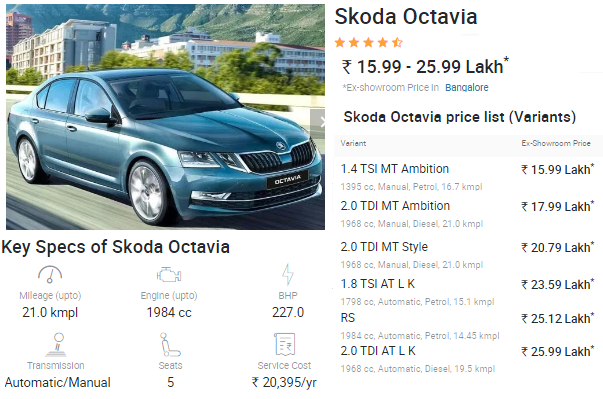 Skoda Octavia
₹ 15.99 - 25.99 Lakh*
*Ex-showroom Price in Bangalore
OCTAVIA
Skoda Octavia price list (Variants)
Variant Ex-Showroom Price
1.4 TSI MT Ambition ₹ 15.99 Lakh*
1395 cc, Manual, Petrol, 16.7 kmpl
2.0 TDI MT Ambition ₹ 17.99 Lakh*
1968 cc, Manual, Diesel, 21.0 kmpl
2.0 TDI MT Style ₹ 20.79 Lakh*
1968 cc, Manual, Diesel, 21.0 kmpl
1.8 TSI AT L K ₹ 23.59 Lakh*
1798 cc, Automatic, Petrol, 15.1 kmpl
RS ₹ 25.12 Lakh*
1984 cc, Automatic, Petrol, 14.45 kmpl
2.0 TDI AT L K ₹ 25.99 Lakh*
1968 cc, Automatic, Diesel, 19.5 kmpl
Key Specs of Skoda Octavia
Mileage (upto) Engine (upto) BHP
21.0 kmpl 1984 cc 227.0
Transmission Seats Service Cost
Automatic/Manual 5 ₹ 20,395/yr